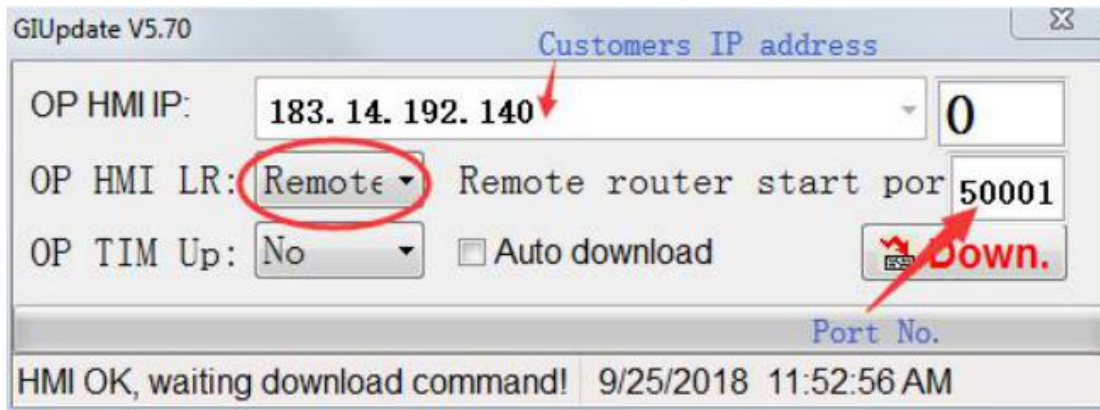 GIUpdate V5.70
Customers IP address
OP HMI IP: 183. 14. 192. 140 0
OP HMI LR: Remote Remote router start por 50001
OP TIM Up: No Auto download Down.
Port No.
HMI OK, waiting download command! 9/25/2018 11:52:56 AM